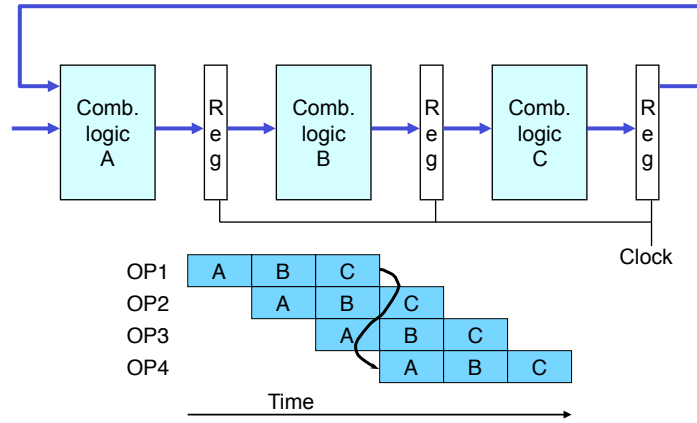 Comb.
logic
A
R
e
g
Comb.
logic
B
R
e
g
Comb.
logic
C
R
e
g
Clock
OP1 A B C
OP2 A B C
OP3 A B C
OP4 A B C
Time